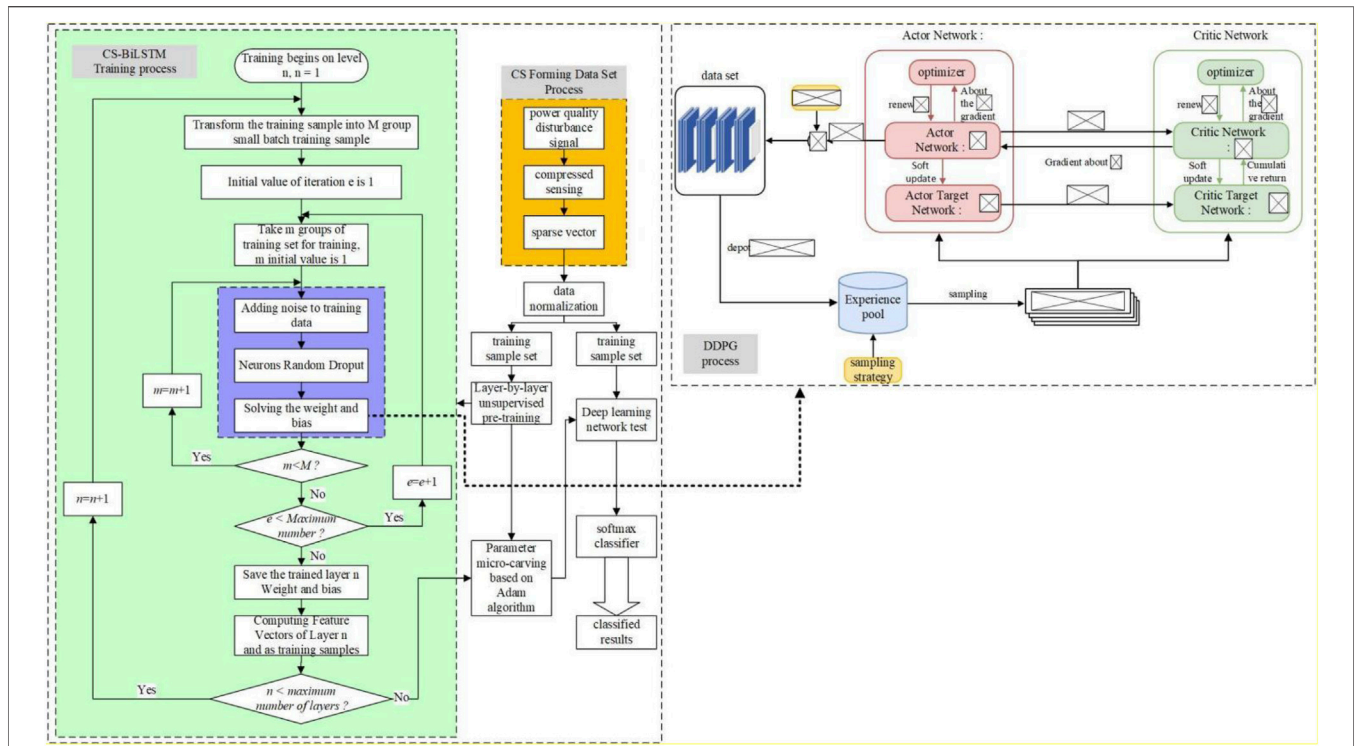 CS-BiLSTM
Training process
Training begins on level
n, n = 1
Transform the training sample into M group
small batch training sample
Initial value of iteration e is 1
Take m groups of
training set for training,
m initial value is 1
Adding noise to training
data
Neurons Random Droput
Solving the weight and
bias
m=m+1
Yes
m<M ?
No
n=n+1
e=e+1
e < Maximum
number ?
Yes
No
Save the trained layer n
Weight and bias
Computing Feature
Vectors of Layer n
and as training samples
Yes
n < maximum
number of layers ?
No
CS Forming Data Set
Process
power quality
disturbance
signal
compressed
sensing
sparse vector
data
normalization
training
sample set
training
sample set
Layer-by-layer
unsupervised
pre-training
Deep learning
network test
Parameter
micro-carving
based on
Adam
algorithm
softmax
classifier
classified
results
data set
Actor Network :
optimizer
renew
About
the
gradient
Actor
Network :
Soft
update
Actor Target
Network :
Gradient about
Critic Network
optimizer
renew
About
the
gradient
Critic Network
:
Soft
update
Cumulati
ve return
Critic Target
Network :
depot
Experience
pool
sampling
sampling
strategy
DDPG
process